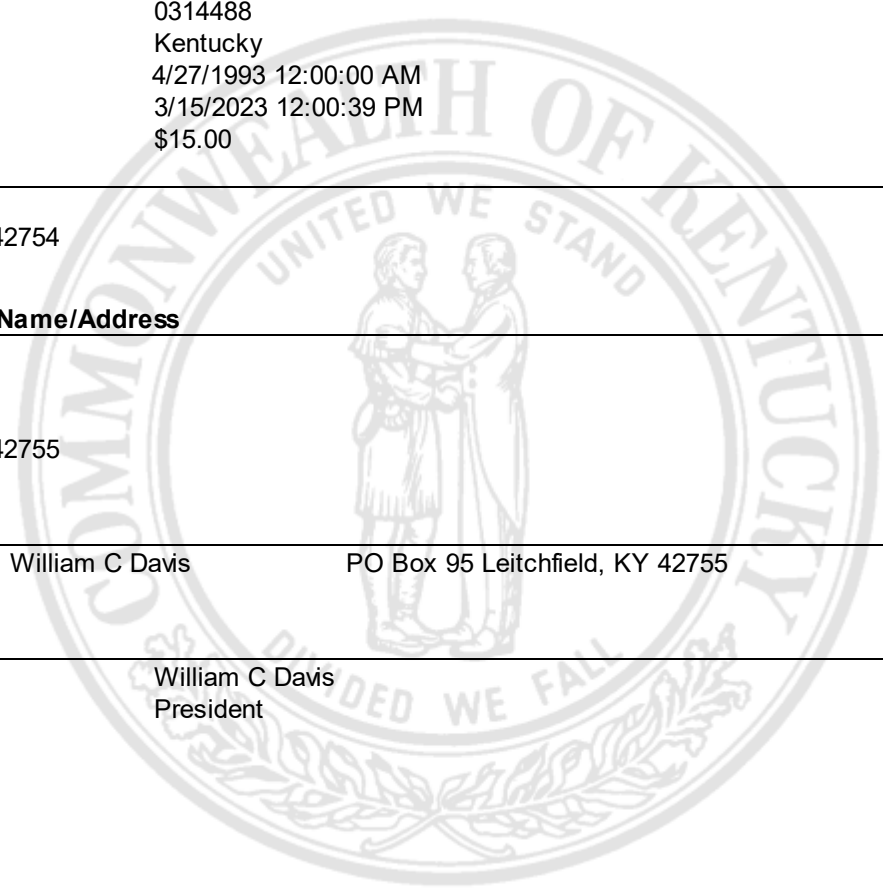 0314488
Kentucky
4/27/1993 12:00:00 AM
3/15/2023 12:00:39 PM
$15.00
42754
Name/Address
42755
William C Davis PO Box 95 Leitchfield, KY 42755
William C Davis
President
COMMONWEALTH OF KENTUCKY
UNITED WE STAND
DIVIDED WE FALL